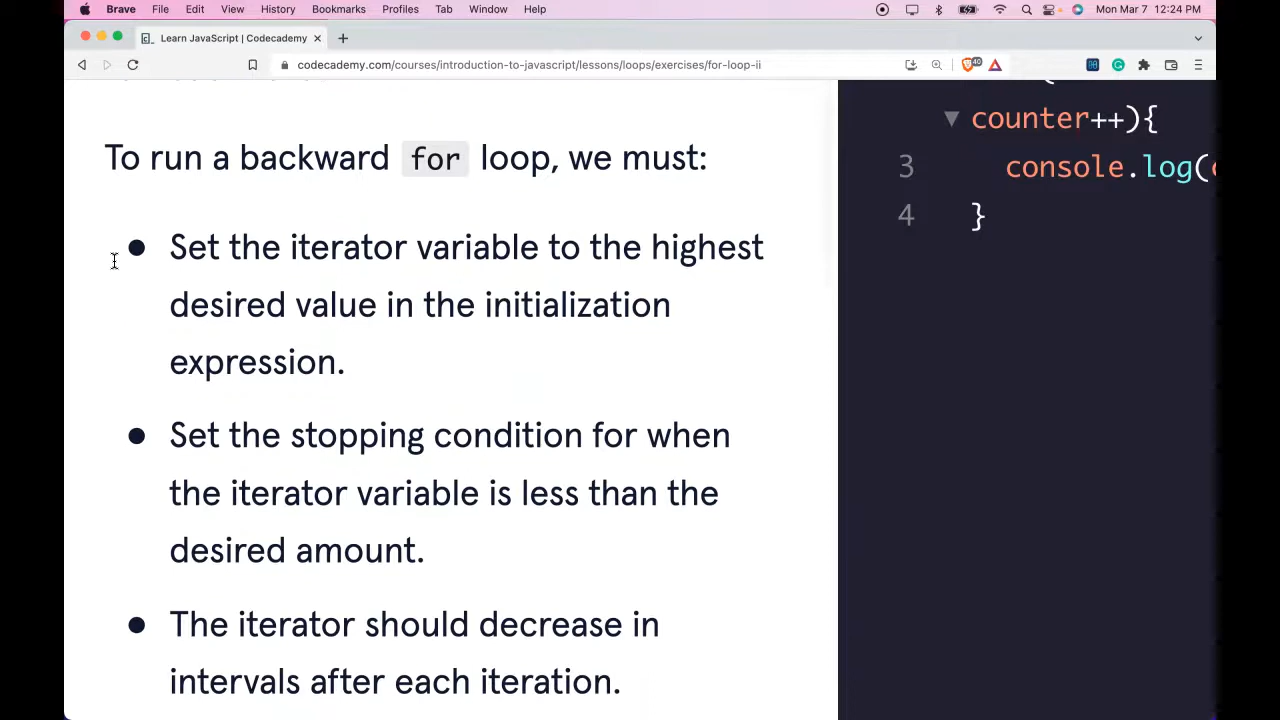 Brave File Edit View History Bookmarks Profiles Tab Window Help Mon Mar 7 12:24 PM
Learn JavaScript | Codecademy
codecademy.com/courses/introduction-to-javascript/lessons/loops/exercises/for-loop-ii
40
To run a backward for loop, we must:
● Set the iterator variable to the highest
desired value in the initialization
expression.
● Set the stopping condition for when
the iterator variable is less than the
desired amount.
● The iterator should decrease in
intervals after each iteration.
counter++){
3 console.log(
4 }